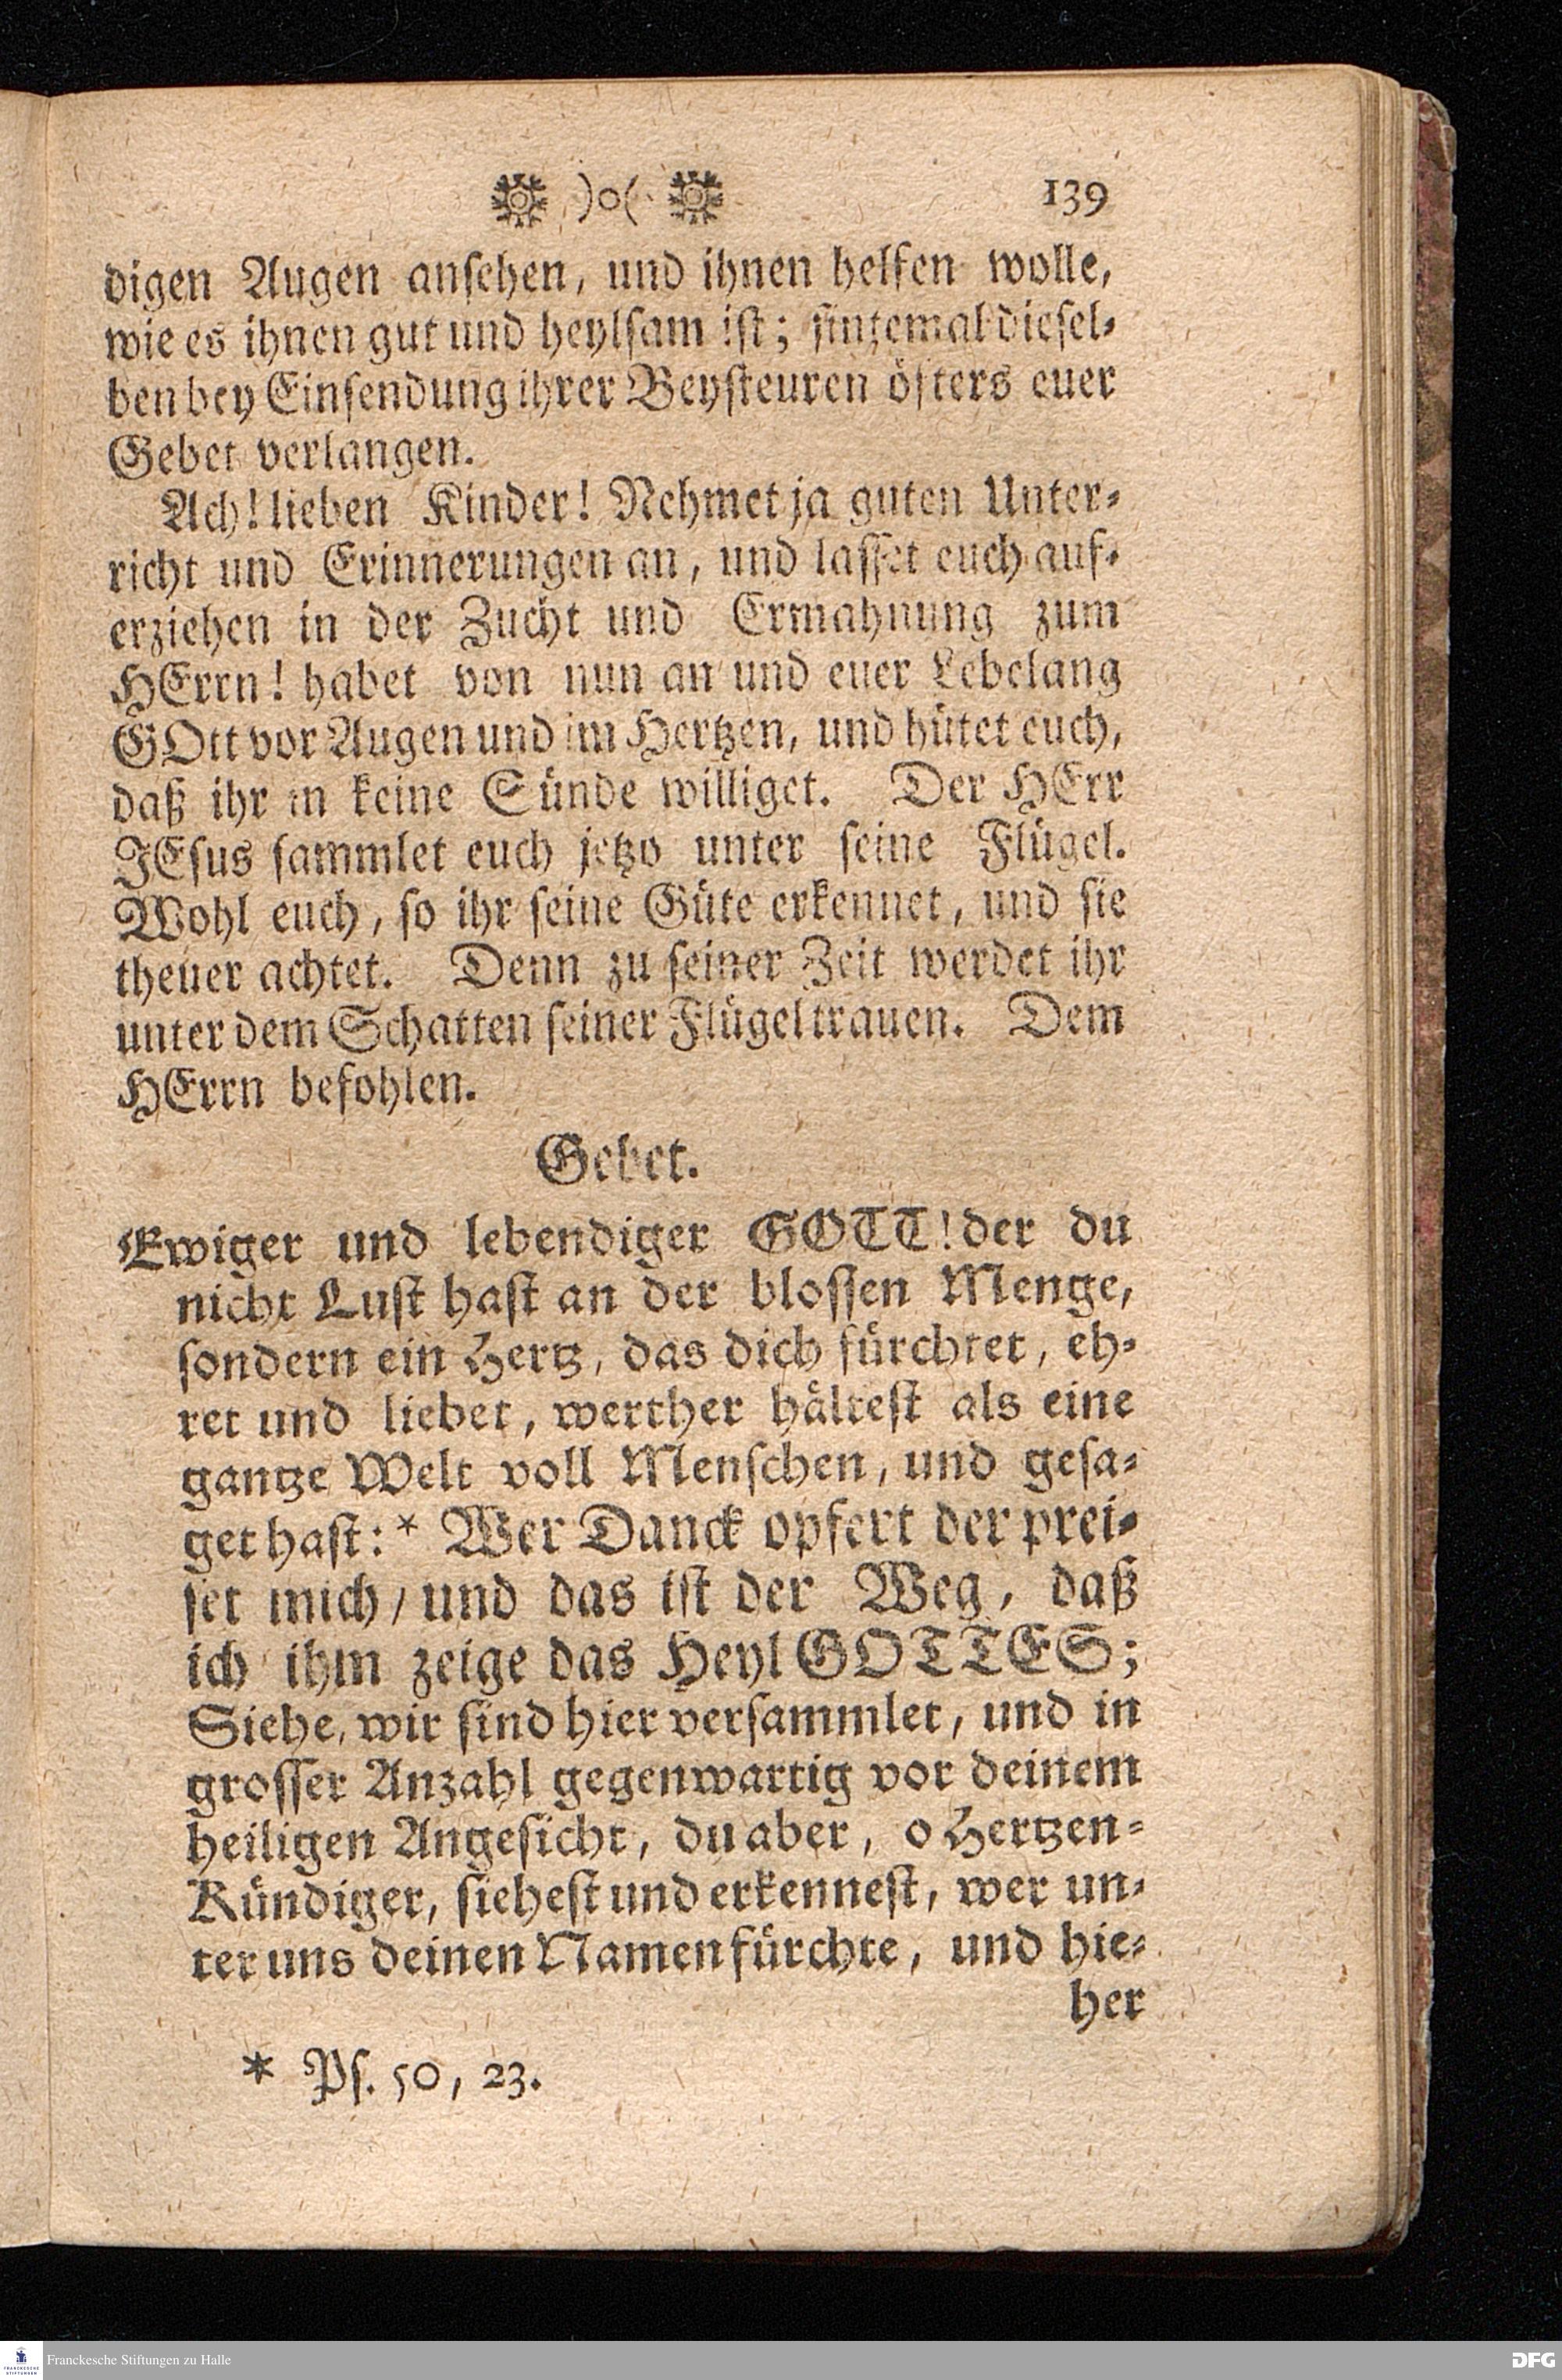 )o( 139
digen Augen ansehen, und ihnen helfen wolle,
wie es ihnen gut und heylsam ist; sintemal diesel-
ben bey Einsendung ihrer Beysteuren öfters euer
Gebet verlangen.
Ach! lieben Kinder! Nehmet ja guten Unter-
richt und Erinnerungen an, und lasset euch auf-
erziehen in der Zucht und Ermahnung zum
HErrn! habet von nun an und euer Lebelang
GOtt vor Augen und im Hertzen, und hütet euch,
daß ihr in keine Sünde williget. Der HErr
JEsus sammlet euch jetzo unter seine Flügel.
Wohl euch, so ihr seine Güte erkennet, und sie
theuer achtet. Denn zu seiner Zeit werdet ihr
unter dem Schatten seiner Flügel trauen. Dem
HErrn befohlen.
Gebet.
Ewiger und lebendiger GOTT! der du
nicht Lust hast an der blossen Menge,
sondern ein Hertz, das dich fürchtet, eh-
ret und liebet, werther hältest als eine
gantze Welt voll Menschen, und gesa-
get hast: * Wer Danck opfert der prei-
set mich/ und das ist der Weg, daß
ich ihm zeige das Heyl GOTTES;
Siehe, wir sind hier versammlet, und in
grosser Anzahl gegenwartig vor deinem
heiligen Angesicht, du aber, o Hertzen-
Kündiger, siehest und erkennest, wer un-
ter uns deinen Namen fürchte, und hie-
her
* Ps. 50, 23.
Franckesche Stiftungen zu Halle
DFG